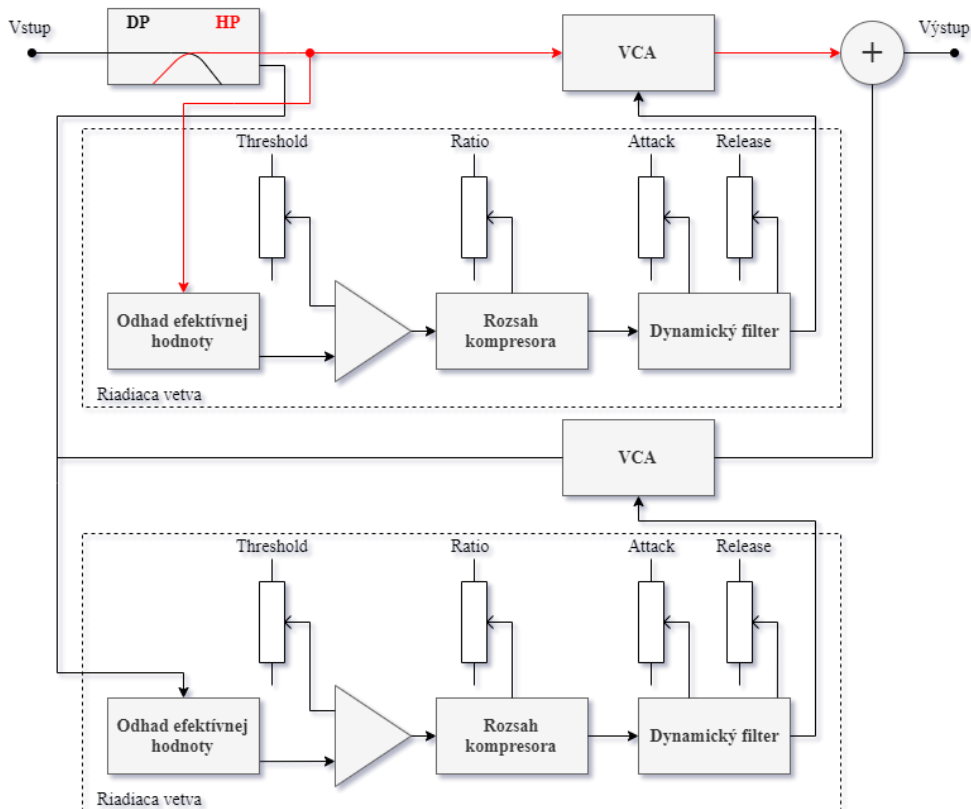 Vstup
DP
HP
VCA
+
Výstup
Threshold
Ratio
Attack
Release
Odhad efektívnej
hodnoty
Rozsah
kompresora
Dynamický filter
Riadiaca vetva
VCA
Threshold
Ratio
Attack
Release
Odhad efektívnej
hodnoty
Rozsah
kompresora
Dynamický filter
Riadiaca vetva